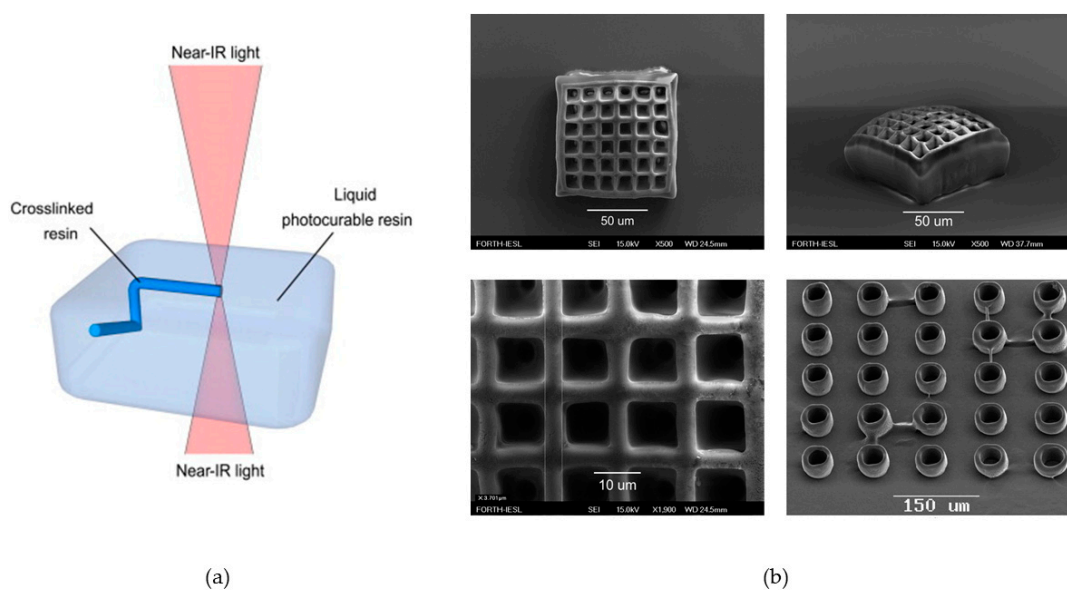 Near-IR light
Crosslinked
resin
Liquid
photocurable resin
Near-IR light
(a)
50 um
FORTH-IESL SEI 15.0kV X500 WD 24.5mm
50 um
FORTH-IESL SEI 15.0kV X500 WD 37.7mm
10 um
X 3.701µm
FORTH-IESL SEI 15.0kV X1,900 WD 24.5mm
150 um
(b)